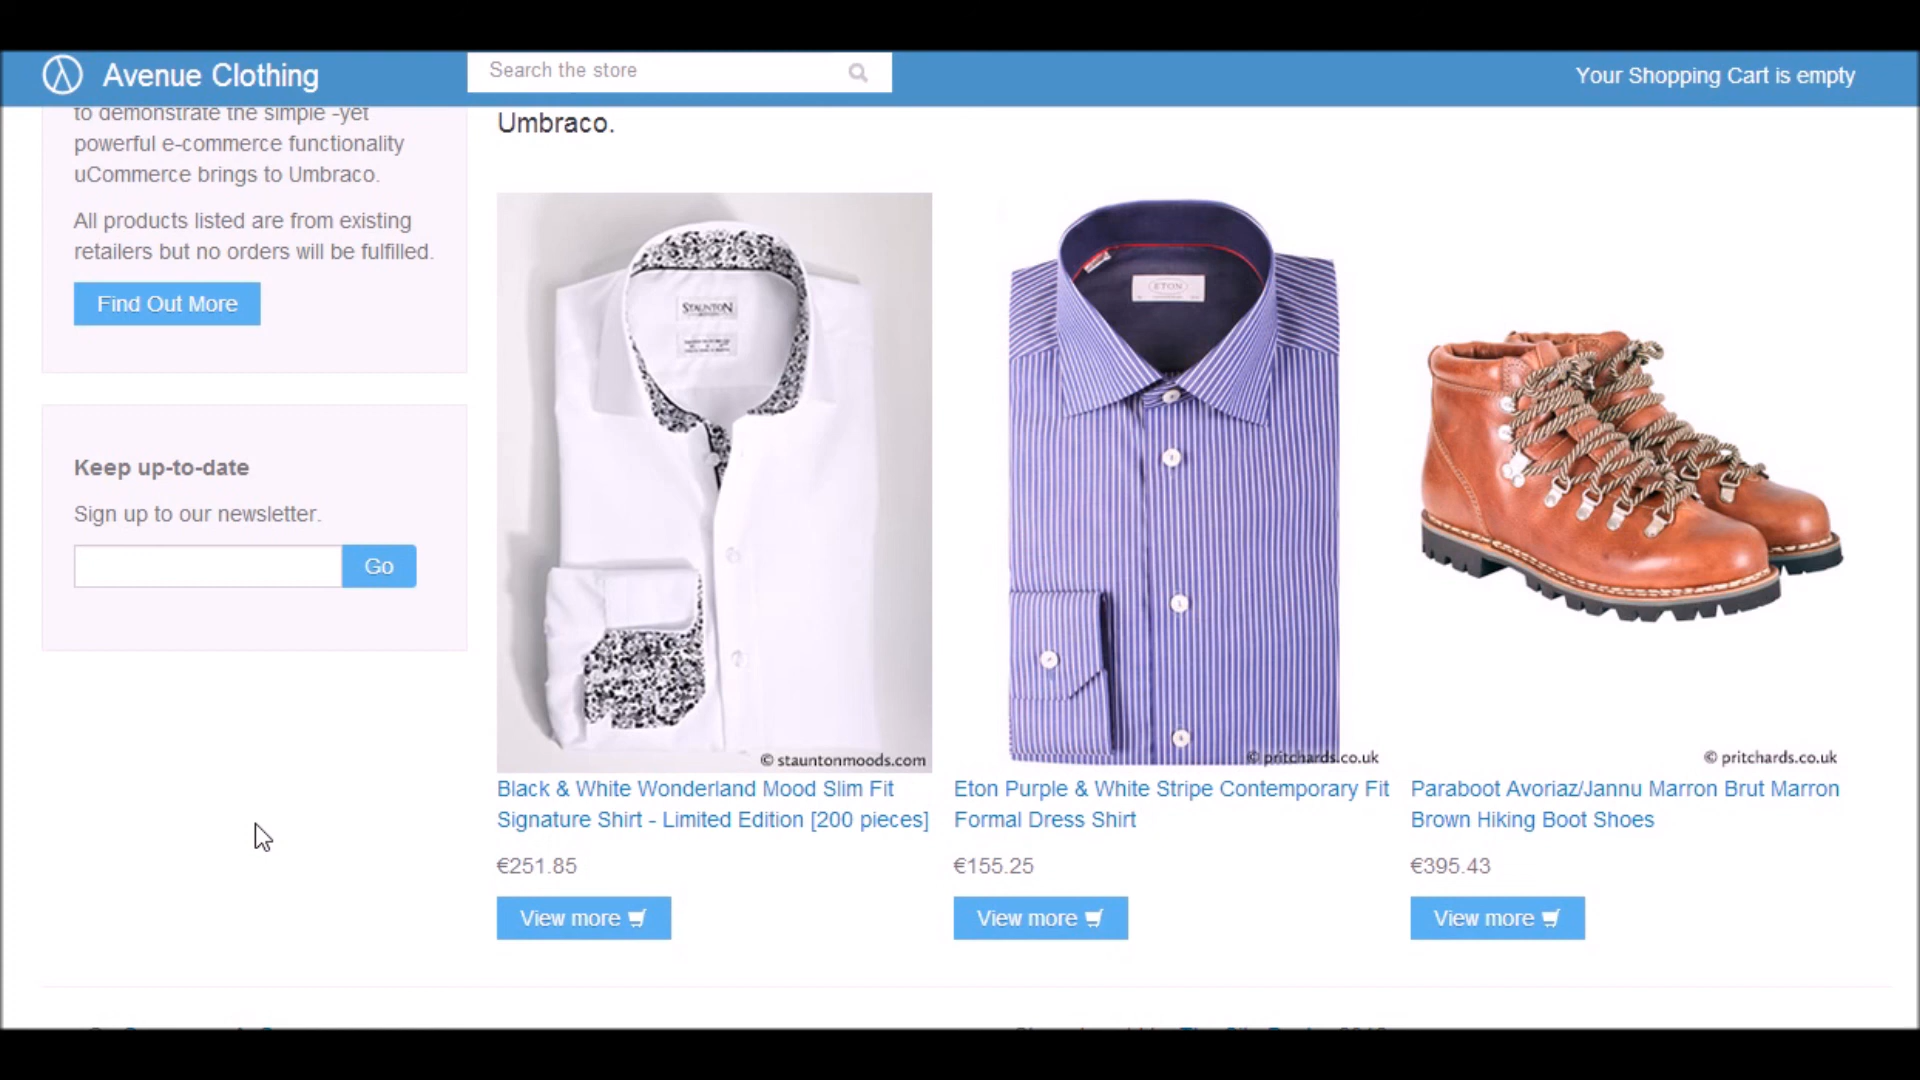 Avenue Clothing
Search the store
Your Shopping Cart is empty
to demonstrate the simple -yet
powerful e-commerce functionality
uCommerce brings to Umbraco.
All products listed are from existing
retailers but no orders will be fulfilled.
Find Out More
Keep up-to-date
Sign up to our newsletter.
Go
Umbraco.
STAUNTON
© stauntonmoods.com
Black & White Wonderland Mood Slim Fit
Signature Shirt - Limited Edition [200 pieces]
€251.85
View more
ETON
© pritchards.co.uk
Eton Purple & White Stripe Contemporary Fit
Formal Dress Shirt
€155.25
View more
© pritchards.co.uk
Paraboot Avoriaz/Jannu Marron Brut Marron
Brown Hiking Boot Shoes
€395.43
View more